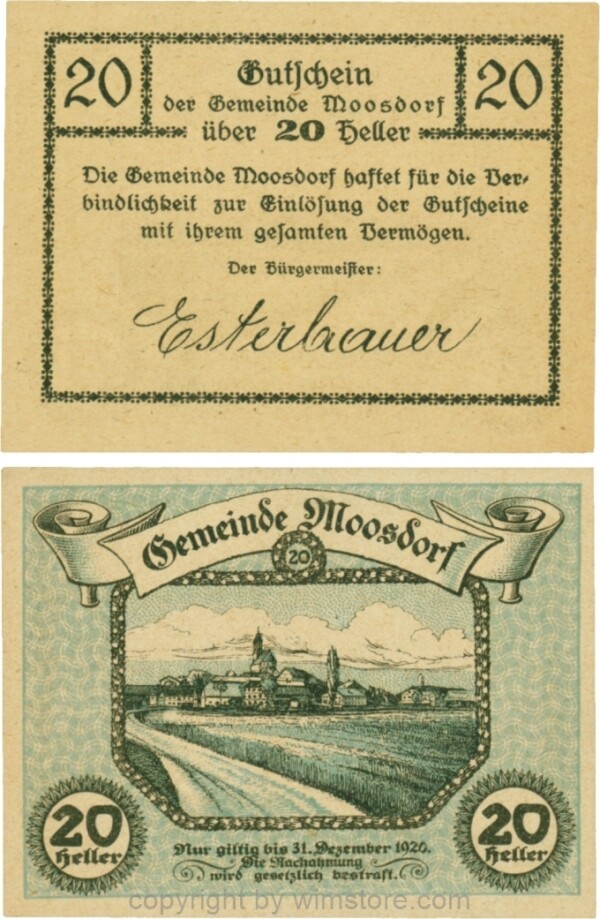 20
20
Gutschein
der Gemeinde Moosdorf
über 20 Heller
Die Gemeinde Moosdorf haftet für die Ver-
bindlichkeit zur Einlösung der Gutscheine
mit ihrem gesamten Vermögen.
Der Bürgermeister:
Esterbauer
Gemeinde Moosdorf
20
20
Heller
20
Heller
Nur giltig bis 31. Dezember 1920.
Die Nachahmung
wird gesetzlich bestraft.
copyright by wimstore.com